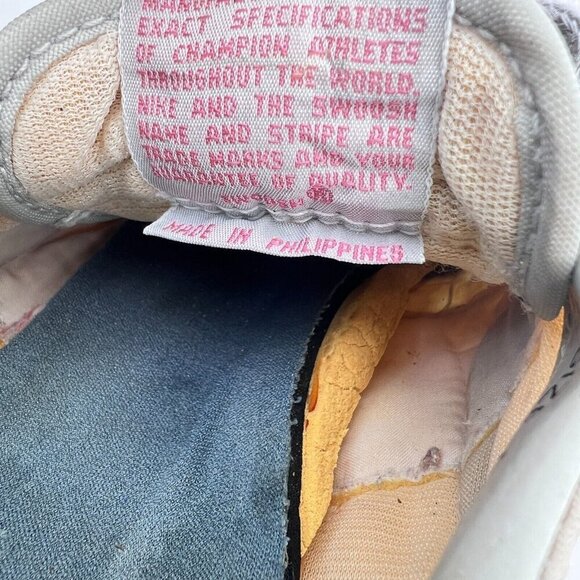 EXACT SPECIFICATIONS
OF CHAMPION ATHLETES
THROUGHOUT THE WORLD.
NIKE AND THE SWOOSH
NAME AND STRIPE ARE
TRADE MARKS AND YOUR
GUARANTEE OF QUALITY.
MADE IN PHILIPPINES